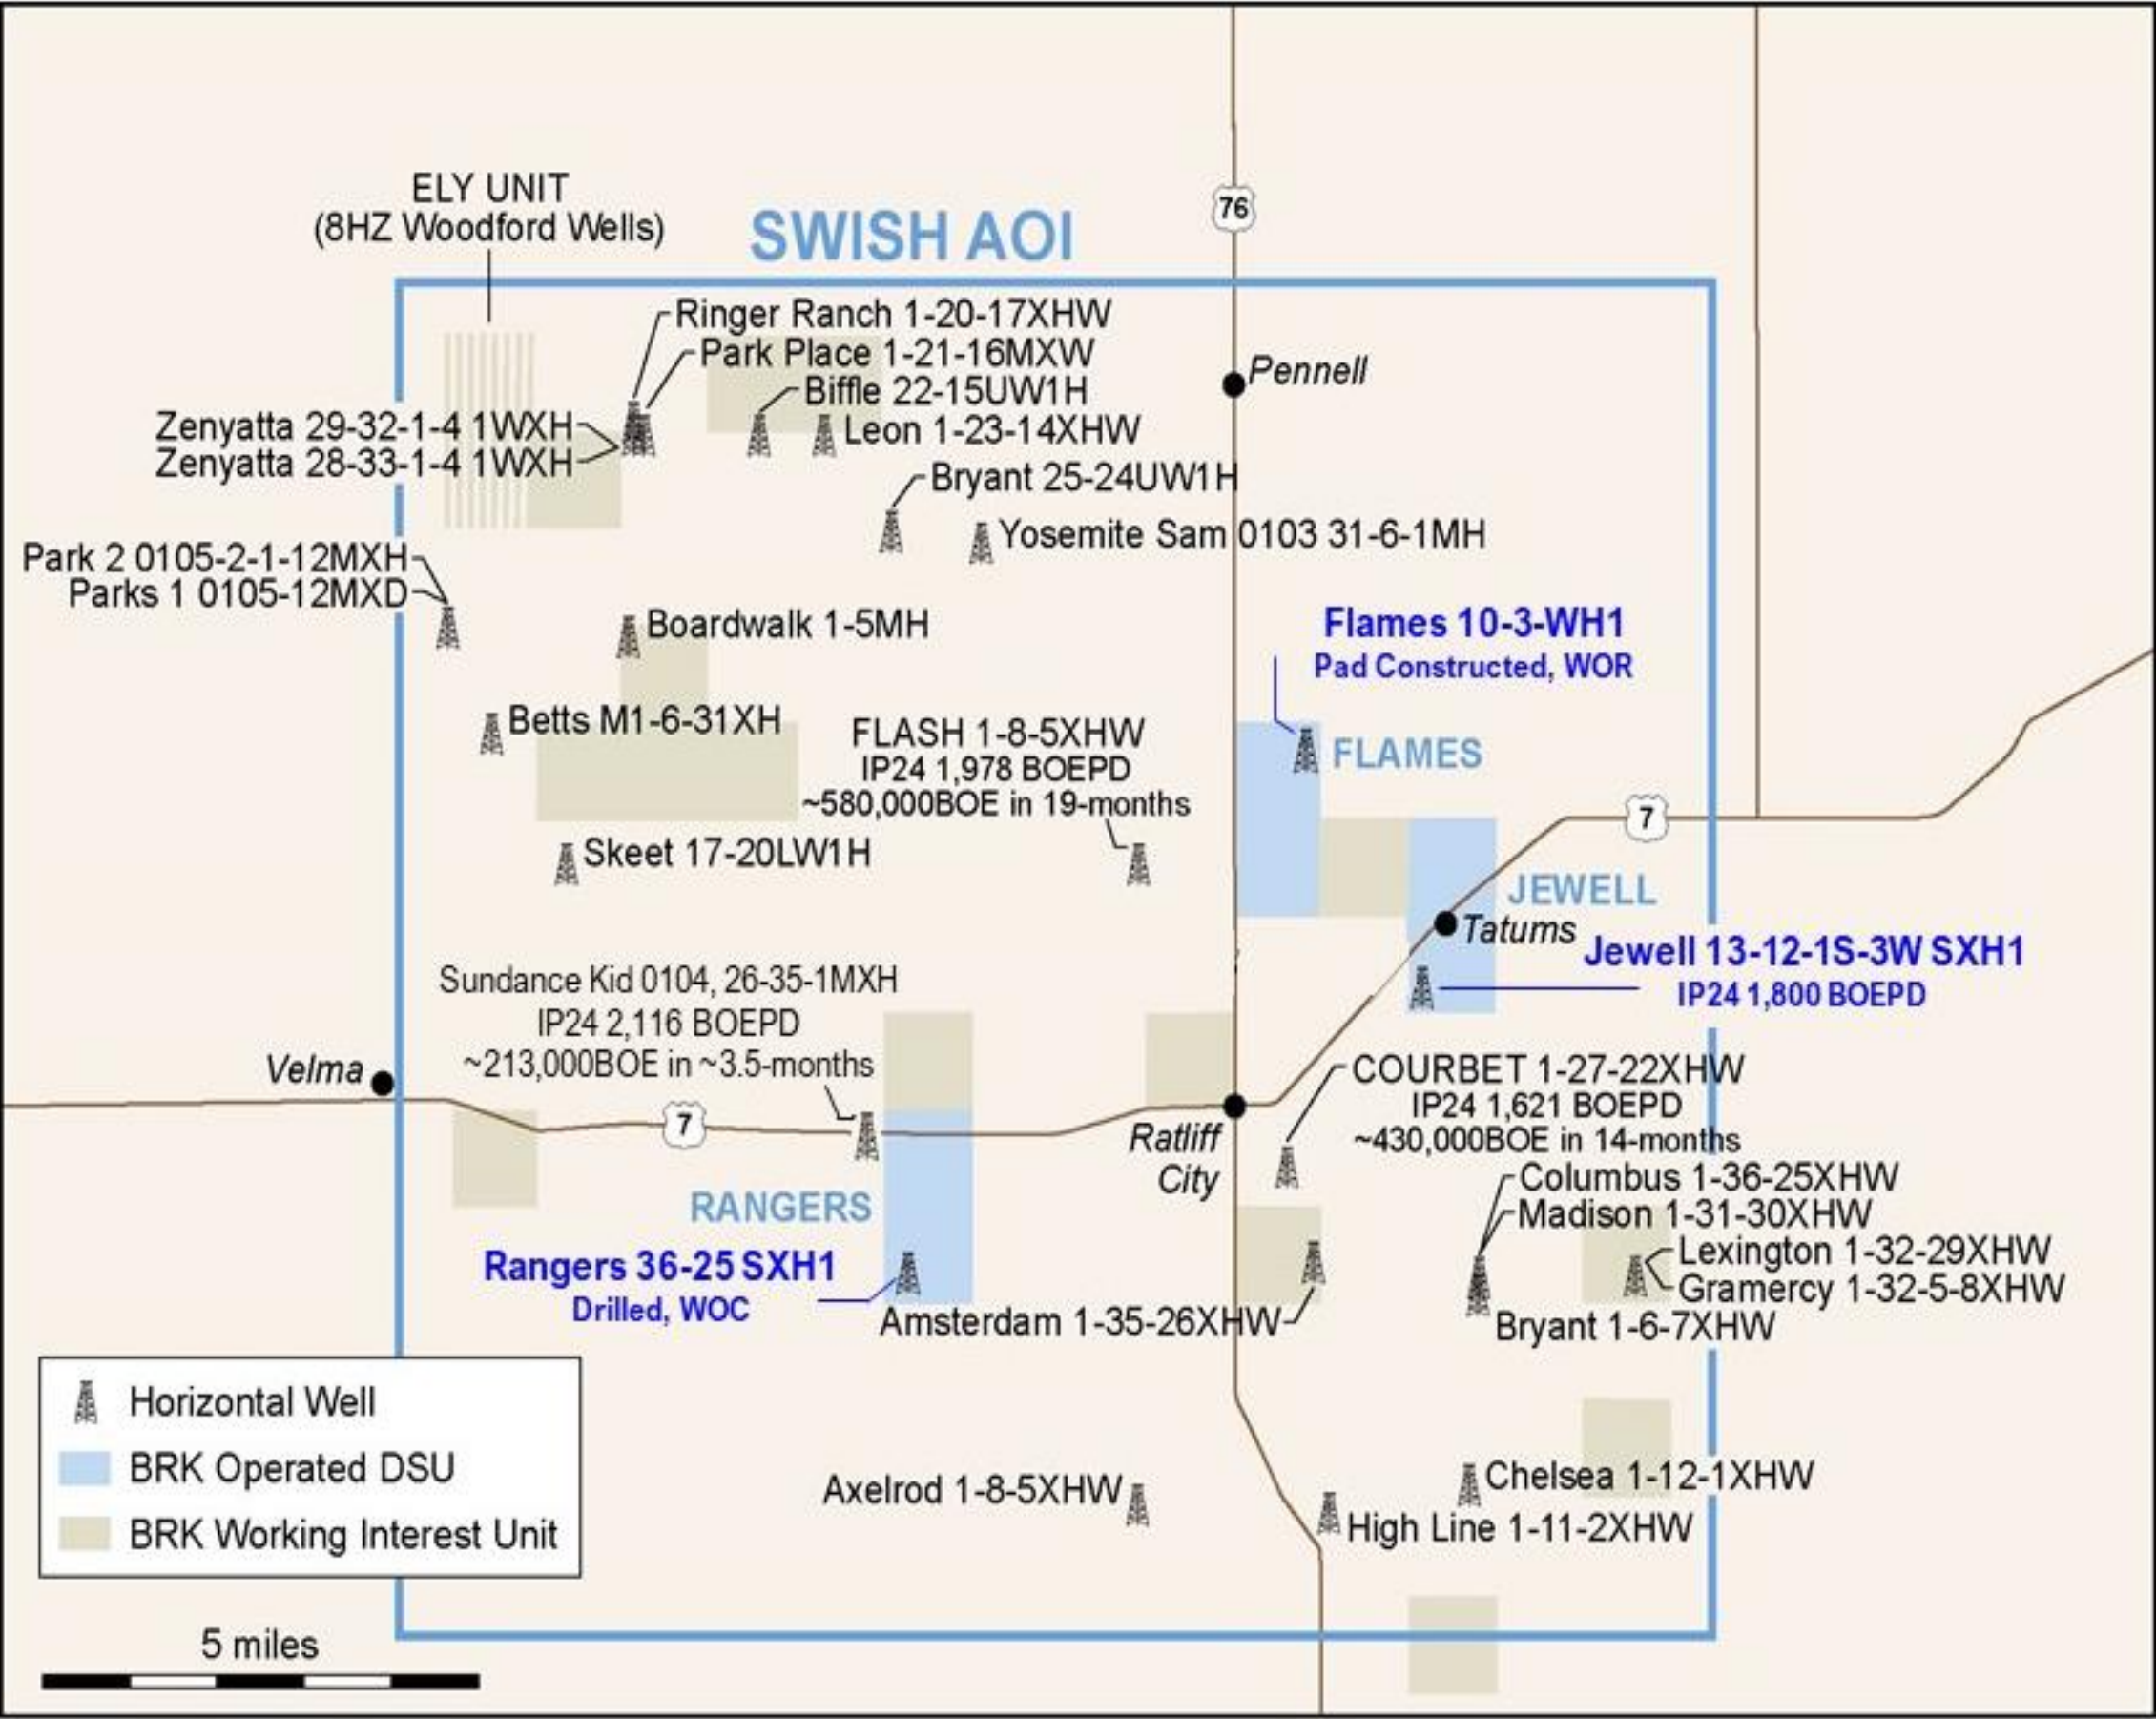 ELY UNIT
(8HZ Woodford Wells)
SWISH AOI
76
Ringer Ranch 1-20-17XHW
Park Place 1-21-16MXW
Biffle 22-15UW1H
Leon 1-23-14XHW
Pennell
Zenyatta 29-32-1-4 1WXH
Zenyatta 28-33-1-4 1WXH
Bryant 25-24UW1H
Yosemite Sam 0103 31-6-1MH
Park 2 0105-2-1-12MXH
Parks 1 0105-12MXD
Boardwalk 1-5MH
Flames 10-3-WH1
Pad Constructed, WOR
Betts M1-6-31XH
FLASH 1-8-5XHW
IP24 1,978 BOEPD
~580,000BOE in 19-months
FLAMES
7
Skeet 17-20LW1H
JEWELL
Tatums
Jewell 13-12-1S-3W SXH1
IP24 1,800 BOEPD
Sundance Kid 0104, 26-35-1MXH
IP24 2,116 BOEPD
~213,000BOE in ~3.5-months
Velma
7
COURBET 1-27-22XHW
IP24 1,621 BOEPD
~430,000BOE in 14-months
Ratliff
City
Columbus 1-36-25XHW
Madison 1-31-30XHW
Lexington 1-32-29XHW
Gramercy 1-32-5-8XHW
Bryant 1-6-7XHW
RANGERS
Rangers 36-25 SXH1
Drilled, WOC
Amsterdam 1-35-26XHW
Horizontal Well
BRK Operated DSU
BRK Working Interest Unit
Axelrod 1-8-5XHW
Chelsea 1-12-1XHW
High Line 1-11-2XHW
5 miles